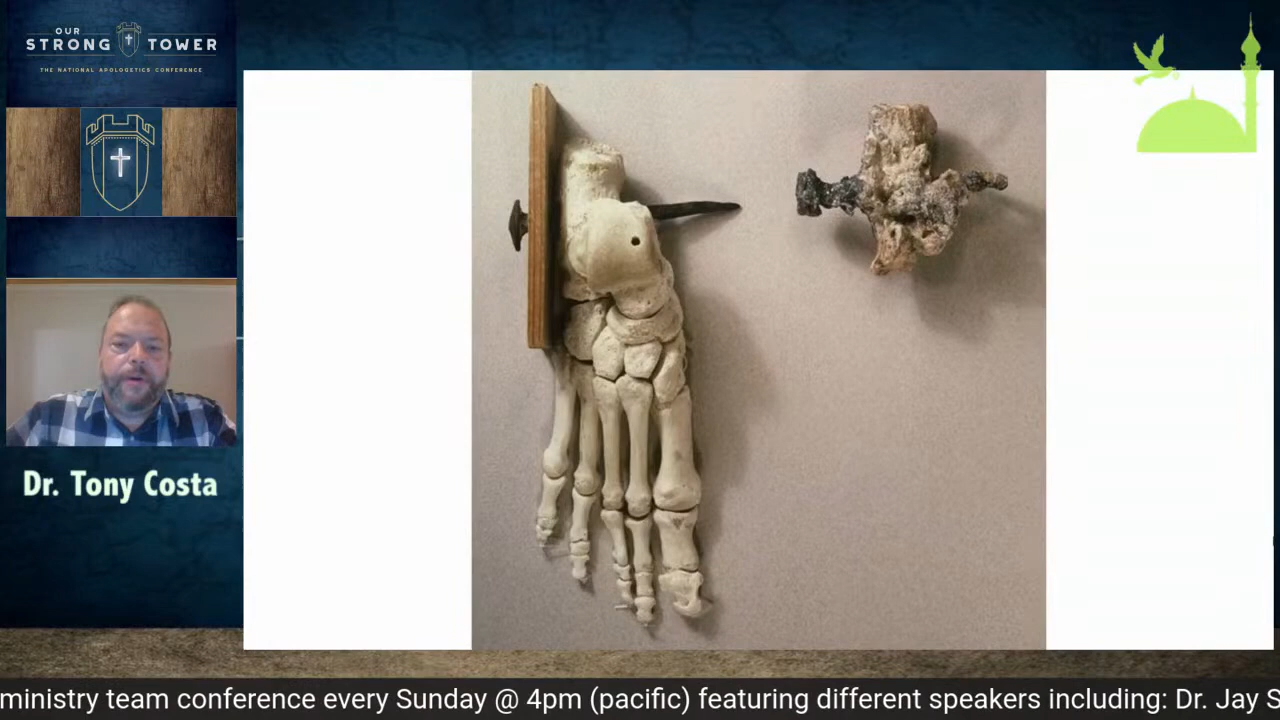 OUR
STRONG TOWER
THE NATIONAL APOLOGETICS CONFERENCE
Dr. Tony Costa
ministry team conference every Sunday @ 4pm (pacific) featuring different speakers including: Dr. Jay S